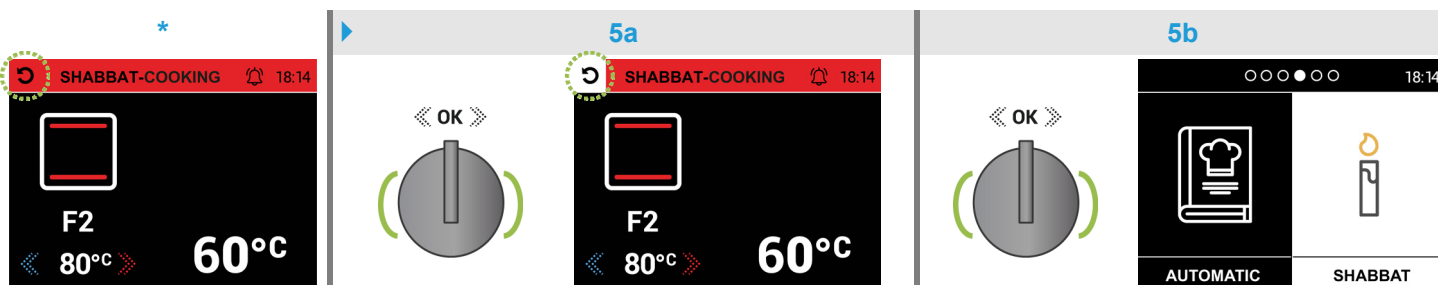 *
5a
5b
SHABBAT-COOKING 18:14
F2
80°C
60°C
« OK »
SHABBAT-COOKING 18:14
F2
80°C
60°C
« OK »
18:14
AUTOMATIC
SHABBAT